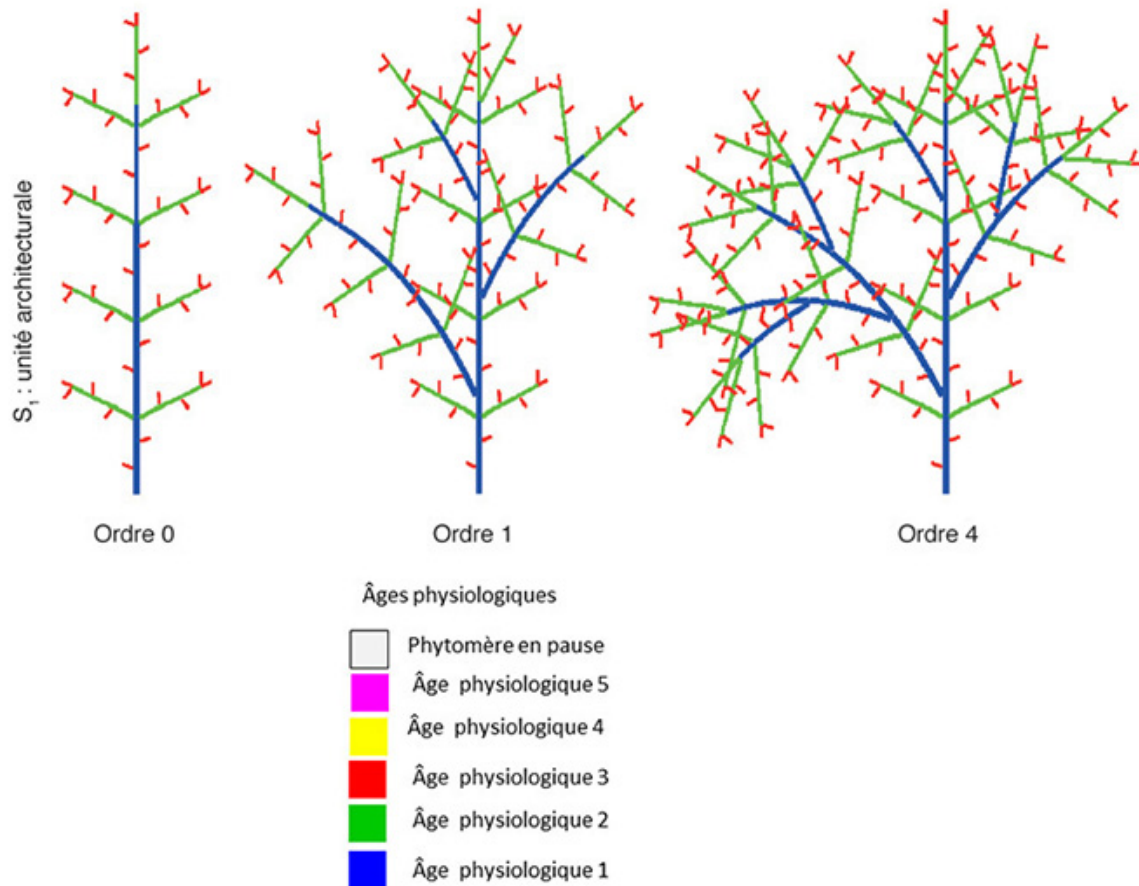 S1 : unité architecturale
Ordre 0
Ordre 1
Ordre 4
Âges physiologiques
Phytomère en pause
Âge physiologique 5
Âge physiologique 4
Âge physiologique 3
Âge physiologique 2
Âge physiologique 1